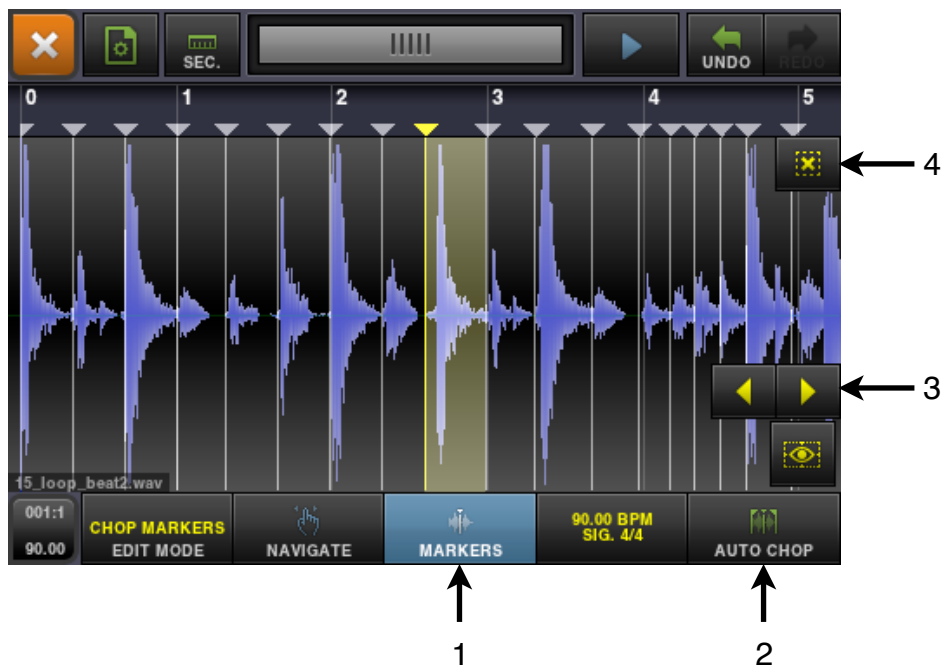 SEC.
UNDO
REDO
0 1 2 3 4 5
4
3
15_loop_beat2.wav
001:1
90.00
CHOP MARKERS
EDIT MODE
NAVIGATE
MARKERS
90.00 BPM
SIG. 4/4
AUTO CHOP
1 2